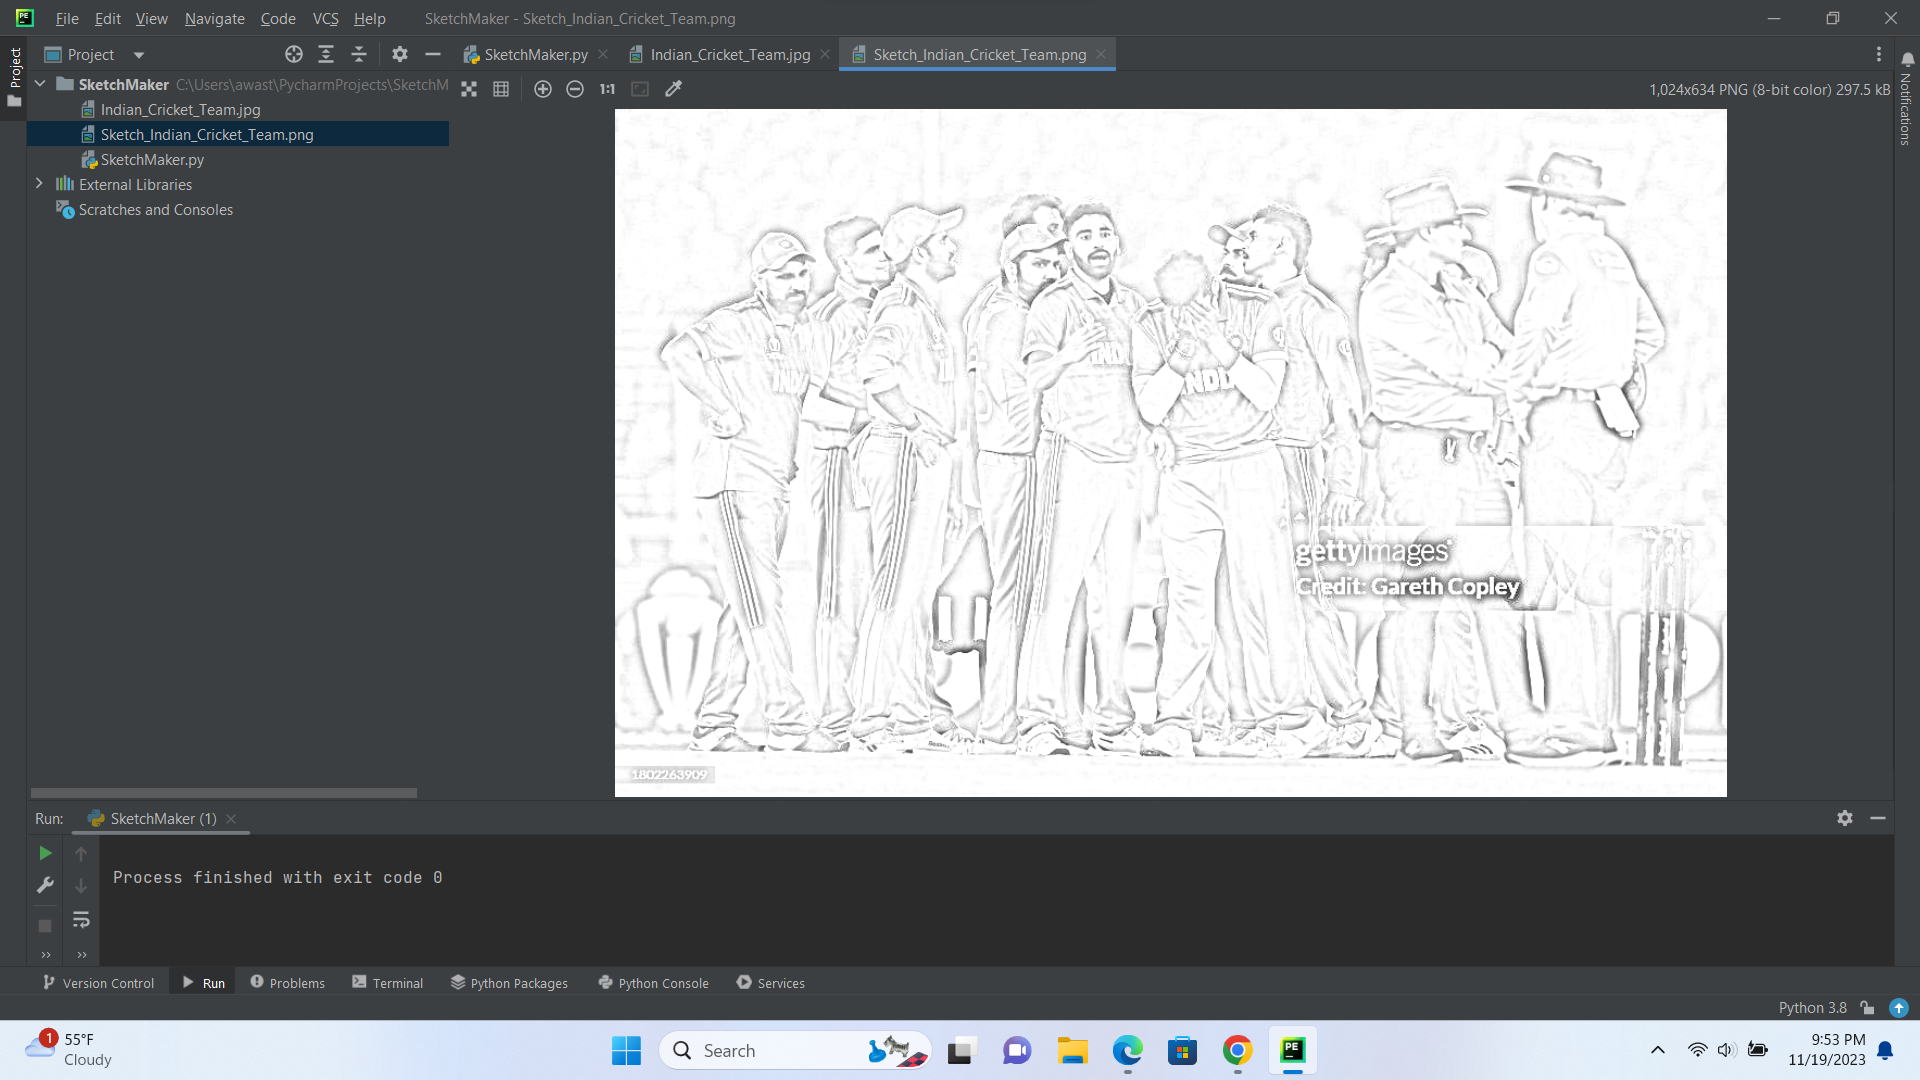 File Edit View Navigate Code VCS Help SketchMaker - Sketch_Indian_Cricket_Team.png
Project
Project
SketchMaker.py
Indian_Cricket_Team.jpg
Sketch_Indian_Cricket_Team.png
SketchMaker C:\Users\awast\PycharmProjects\SketchM
1:1
1,024x634 PNG (8-bit color) 297.5 kB
Notifications
Indian_Cricket_Team.jpg
Sketch_Indian_Cricket_Team.png
SketchMaker.py
External Libraries
Scratches and Consoles
IND
IND
INDI
gettyimages
Credit: Gareth Copley
1802263909
Run: SketchMaker (1)
Process finished with exit code 0
Version Control Run Problems Terminal Python Packages Python Console Services
Python 3.8
1
55°F
Cloudy
Search
PE
9:53 PM
11/19/2023